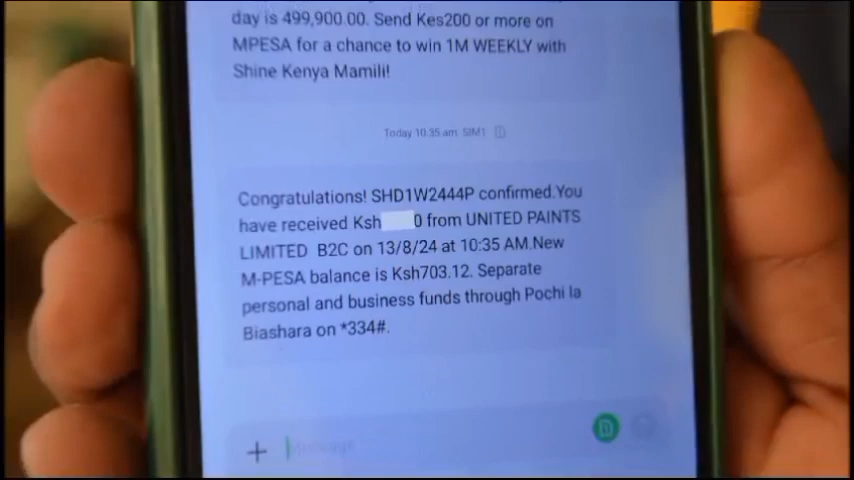 day is 499,900.00. Send Kes200 or more on
MPESA for a chance to win 1M WEEKLY with
Shine Kenya Mamili!
Today 10:35 am SIM1
Congratulations! SHD1W2444P confirmed.You
have received Ksh 0 from UNITED PAINTS
LIMITED B2C on 13/8/24 at 10:35 AM.New
M-PESA balance is Ksh703.12. Separate
personal and business funds through Pochi la
Biashara on *334#.